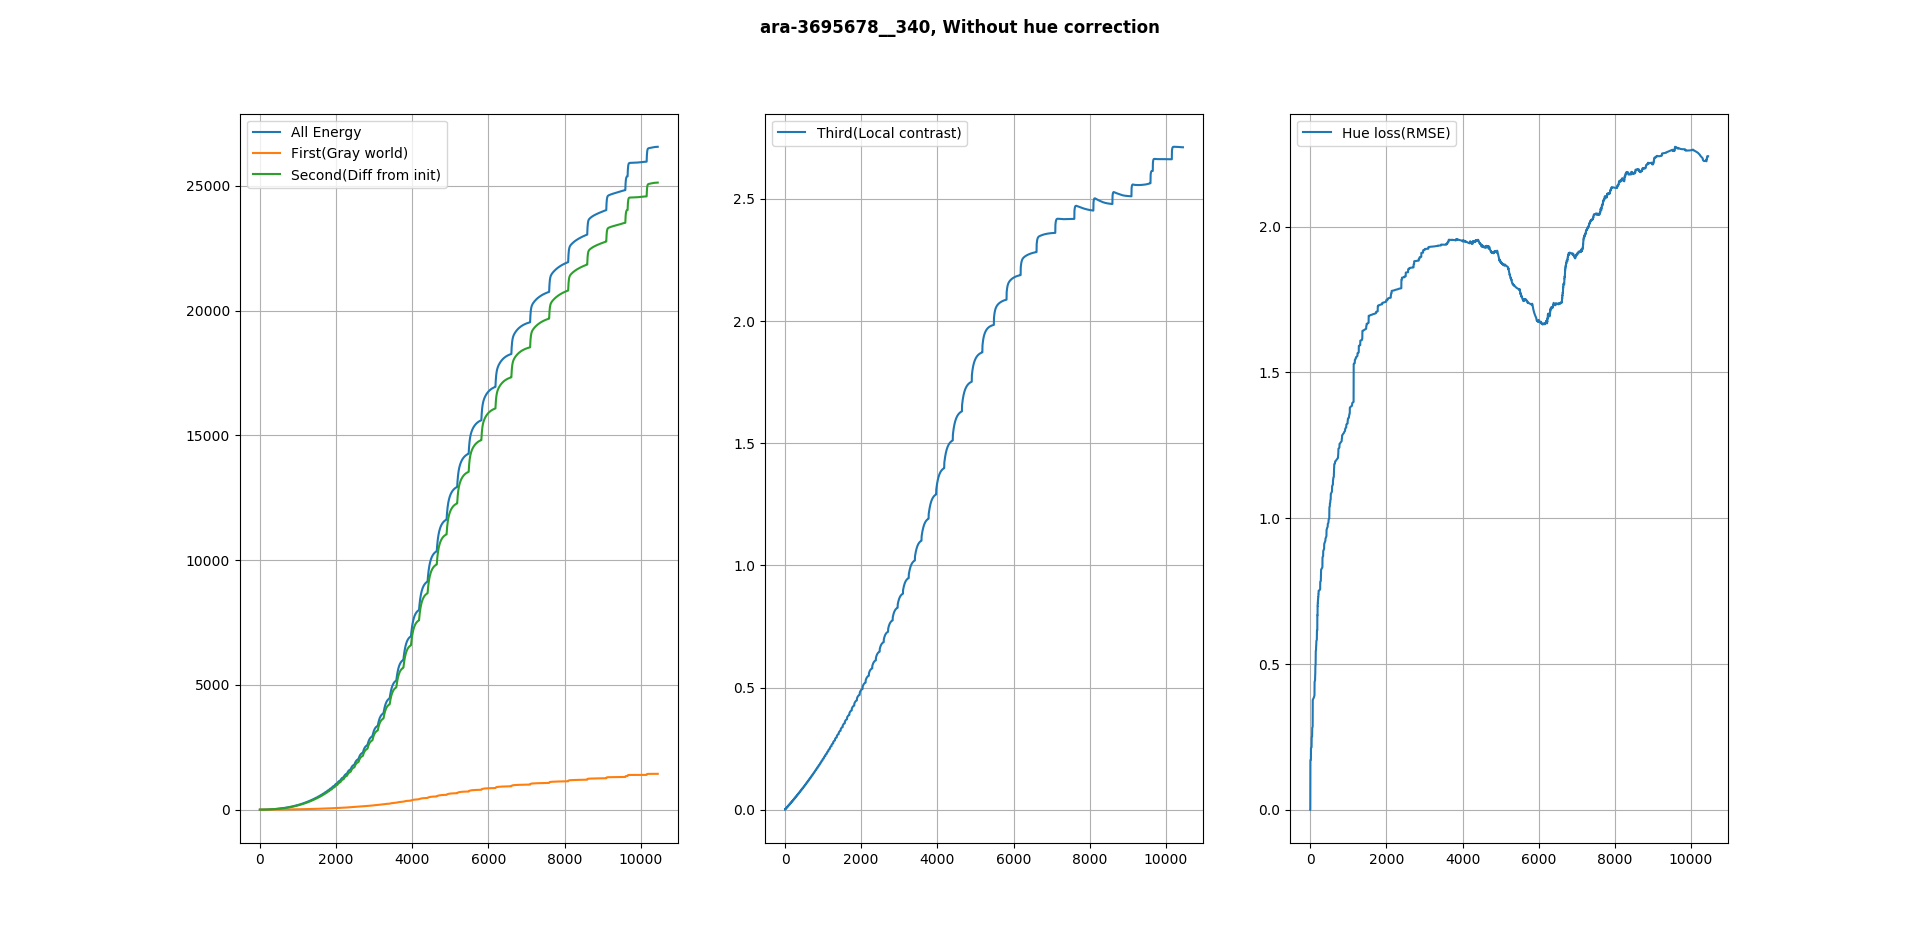 ara-3695678__340, Without hue correction
All Energy
First(Gray world)
Second(Diff from init)
25000
20000
15000
10000
5000
0
0 2000 4000 6000 8000 10000
Third(Local contrast)
2.5
2.0
1.5
1.0
0.5
0.0
0 2000 4000 6000 8000 10000
Hue loss(RMSE)
2.0
1.5
1.0
0.5
0.0
0 2000 4000 6000 8000 10000